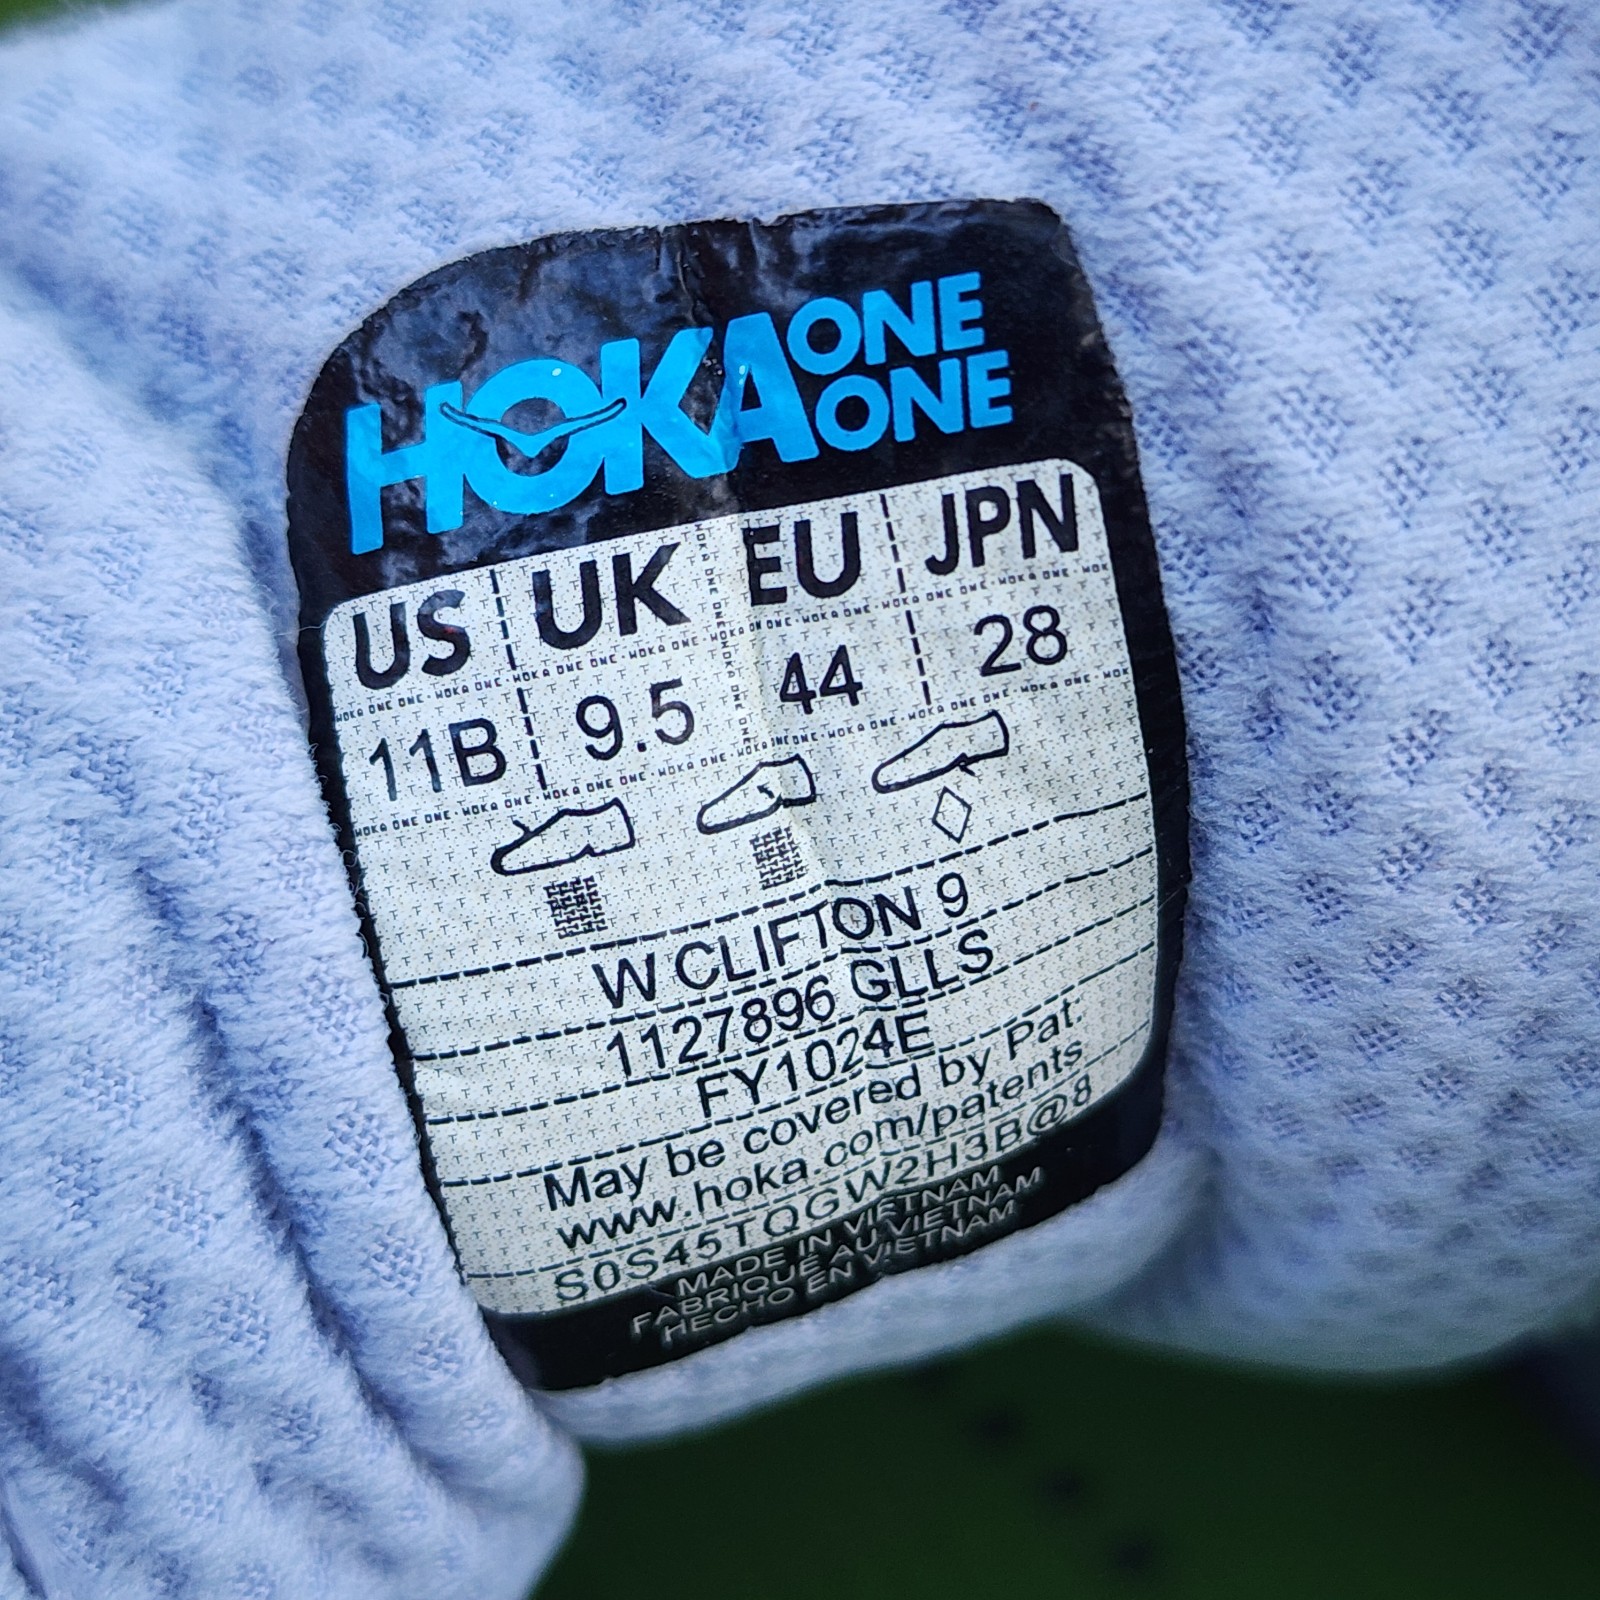 HOKA ONE ONE
US UK EU JPN
11B 9.5 44 28
W CLIFTON 9
1127896 GLLS
FY1024E
May be covered by Pat:
www.hoka.com/patents
S0S45TQGW2H3B@8
MADE IN VIETNAM
FABRIQUÉ AU VIETNAM
HECHO EN VIETNAM